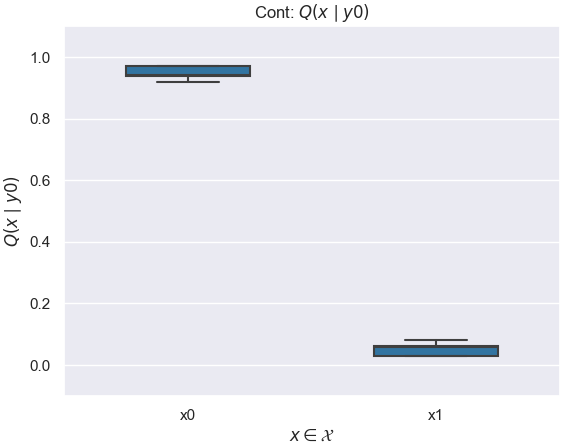 Cont: Q(x | y0)
Q(x | y0)
1.0
0.8
0.6
0.4
0.2
0.0
x0 x1
x ∈ 𝒳